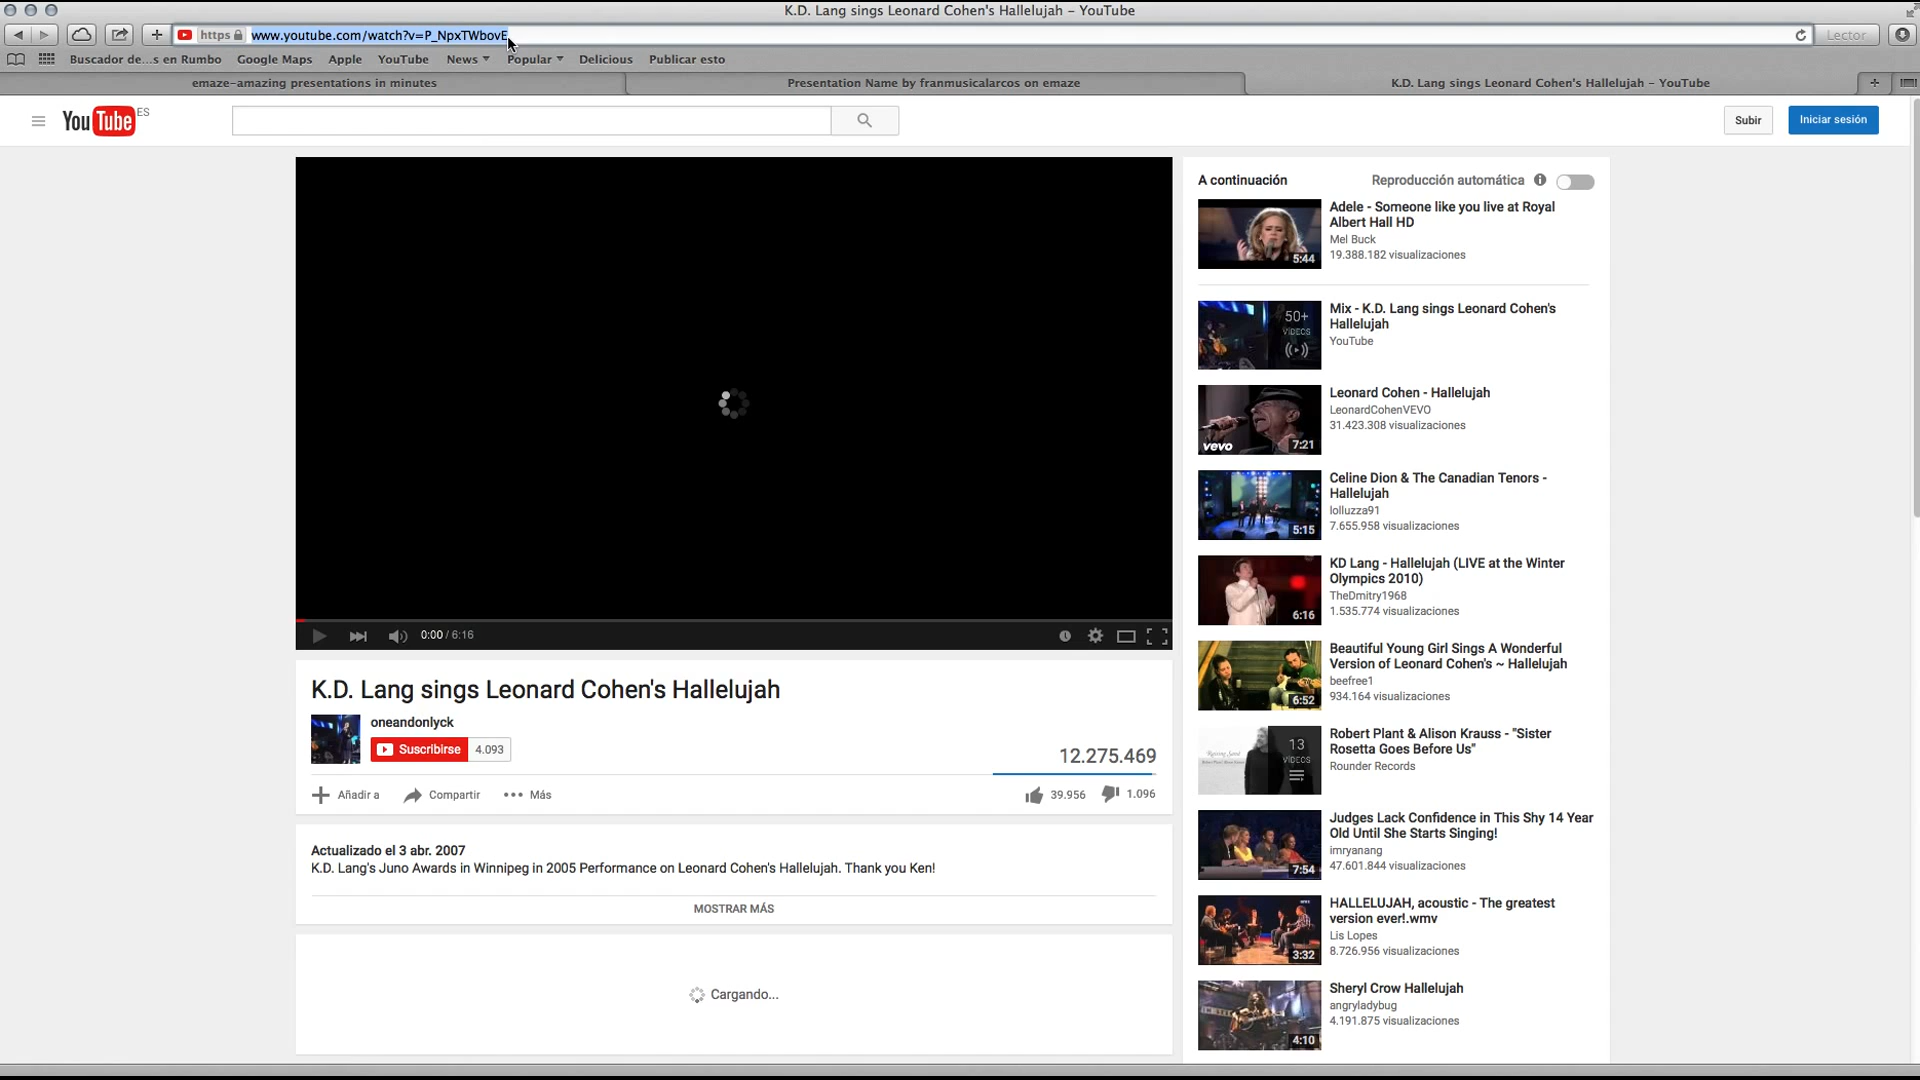 K.D. Lang sings Leonard Cohen's Hallelujah – YouTube
https www.youtube.com/watch?v=P_NpxTWbovE
Lector
Buscador de...s en Rumbo Google Maps Apple YouTube News Popular Delicious Publicar esto
emaze-amazing presentations in minutes
Presentation Name by franmusicalarcos on emaze
K.D. Lang sings Leonard Cohen's Hallelujah – YouTube
YouTube ES
Subir
Iniciar sesión
0:00 / 6:16
K.D. Lang sings Leonard Cohen's Hallelujah
oneandonlyck
Suscribirse 4.093
12.275.469
Añadir a Compartir Más
39.956 1.096
Actualizado el 3 abr. 2007
K.D. Lang's Juno Awards in Winnipeg in 2005 Performance on Leonard Cohen's Hallelujah. Thank you Ken!
MOSTRAR MÁS
Cargando...
A continuación
Reproducción automática
Adele - Someone like you live at Royal
Albert Hall HD
Mel Buck
19.388.182 visualizaciones
5:44
Mix - K.D. Lang sings Leonard Cohen's
Hallelujah
YouTube
50+
VIDEOS
Leonard Cohen - Hallelujah
LeonardCohenVEVO
31.423.308 visualizaciones
vevo
7:21
Celine Dion & The Canadian Tenors -
Hallelujah
lolluzza91
7.655.958 visualizaciones
5:15
KD Lang - Hallelujah (LIVE at the Winter
Olympics 2010)
TheDmitry1968
1.535.774 visualizaciones
6:16
Beautiful Young Girl Sings A Wonderful
Version of Leonard Cohen's ~ Hallelujah
beefree1
934.164 visualizaciones
6:52
Robert Plant & Alison Krauss - "Sister
Rosetta Goes Before Us"
Rounder Records
Raising Sand
13
VIDEOS
Judges Lack Confidence in This Shy 14 Year
Old Until She Starts Singing!
imryanang
47.601.844 visualizaciones
7:54
HALLELUJAH, acoustic - The greatest
version ever!.wmv
Lis Lopes
8.726.956 visualizaciones
3:32
Sheryl Crow Hallelujah
angryladybug
4.191.875 visualizaciones
4:10